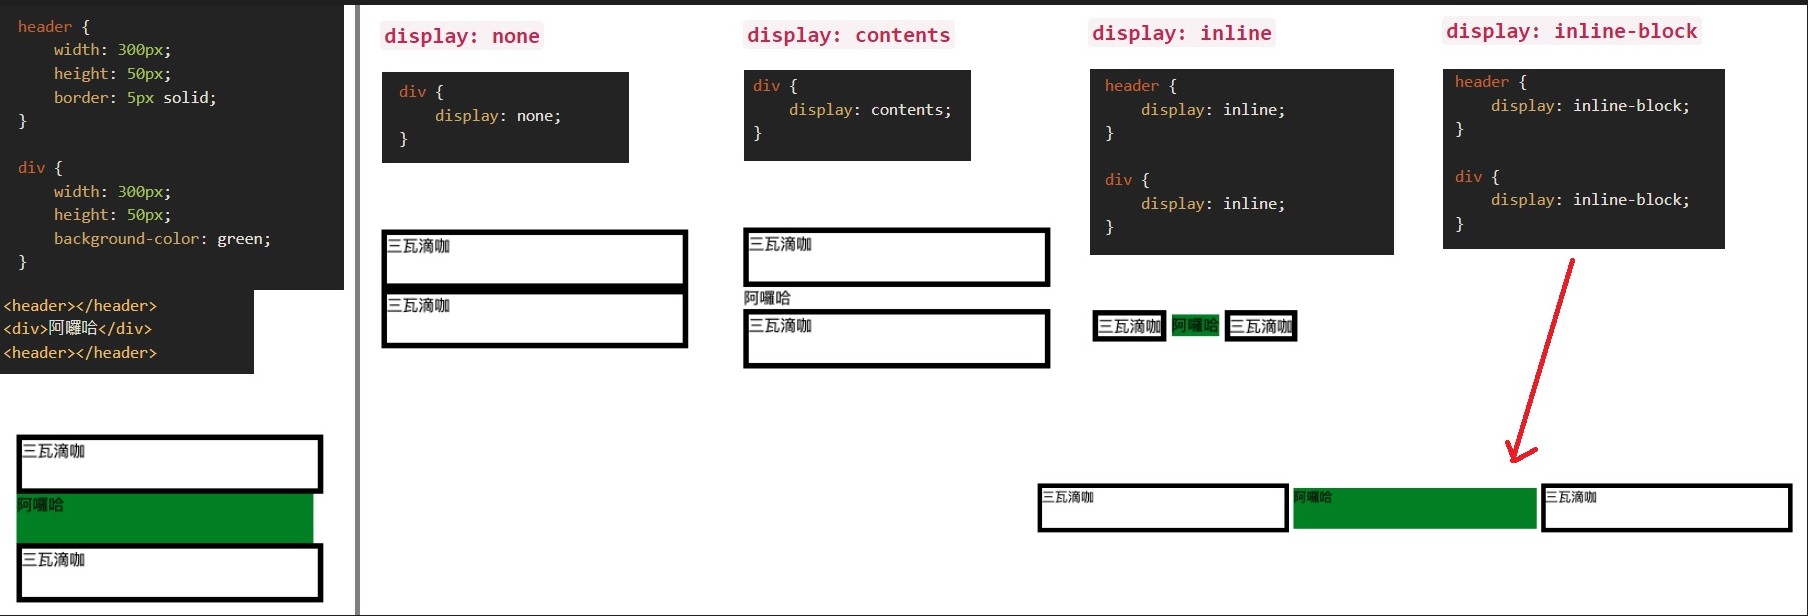 header {
width: 300px;
height: 50px;
border: 5px solid;
}
div {
width: 300px;
height: 50px;
background-color: green;
}
<header></header>
<div>阿囉哈</div>
<header></header>
三瓦滴咖
阿囉哈
三瓦滴咖
display: none
div {
display: none;
}
三瓦滴咖
三瓦滴咖
display: contents
div {
display: contents;
}
三瓦滴咖
阿囉哈
三瓦滴咖
display: inline
header {
display: inline;
}
div {
display: inline;
}
三瓦滴咖 阿囉哈 三瓦滴咖
display: inline-block
header {
display: inline-block;
}
div {
display: inline-block;
}
三瓦滴咖 阿囉哈 三瓦滴咖